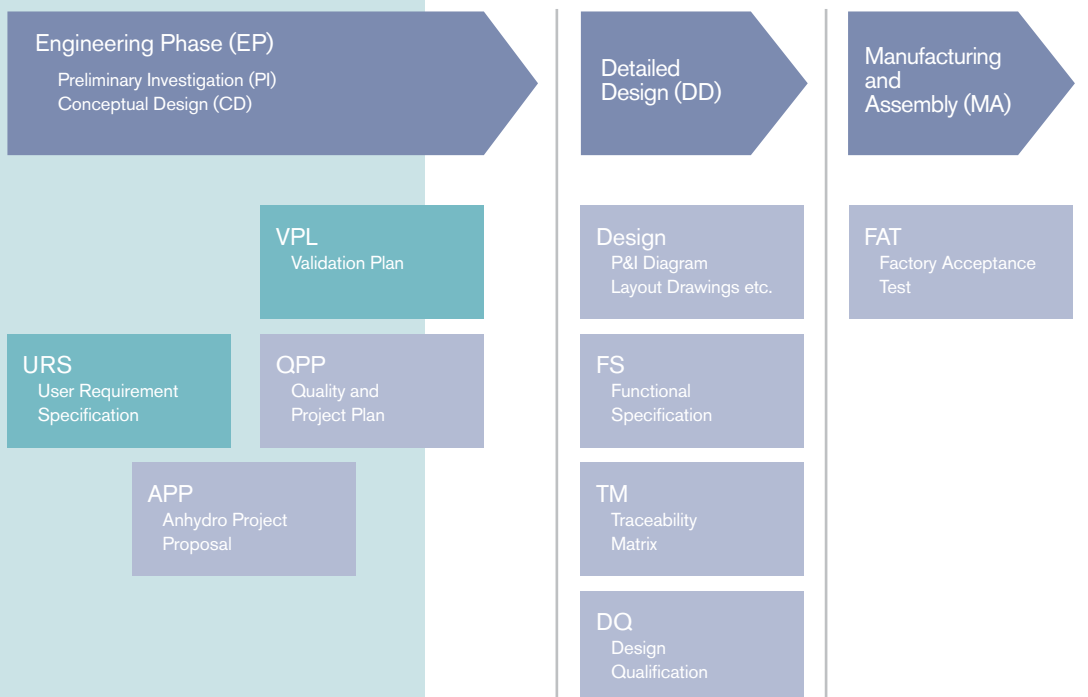 Engineering Phase (EP)
Preliminary Investigation (PI)
Conceptual Design (CD)
Detailed
Design (DD)
Manufacturing
and
Assembly (MA)
VPL
Validation Plan
URS
User Requirement
Specification
QPP
Quality and
Project Plan
APP
Anhydro Project
Proposal
Design
P&I Diagram
Layout Drawings etc.
FS
Functional
Specification
TM
Traceability
Matrix
DQ
Design
Qualification
FAT
Factory Acceptance
Test